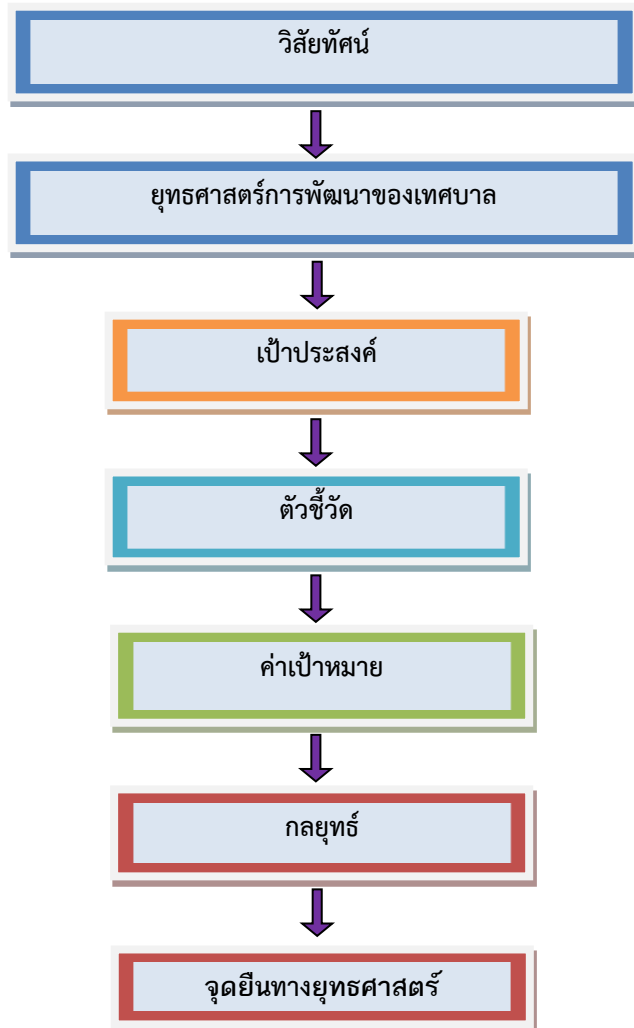 วิสัยทัศน์
ยุทธศาสตร์การพัฒนาของเทศบาล
เป้าประสงค์
ตัวชี้วัด
ค่าเป้าหมาย
กลยุทธ์
จุดยืนทางยุทธศาสตร์